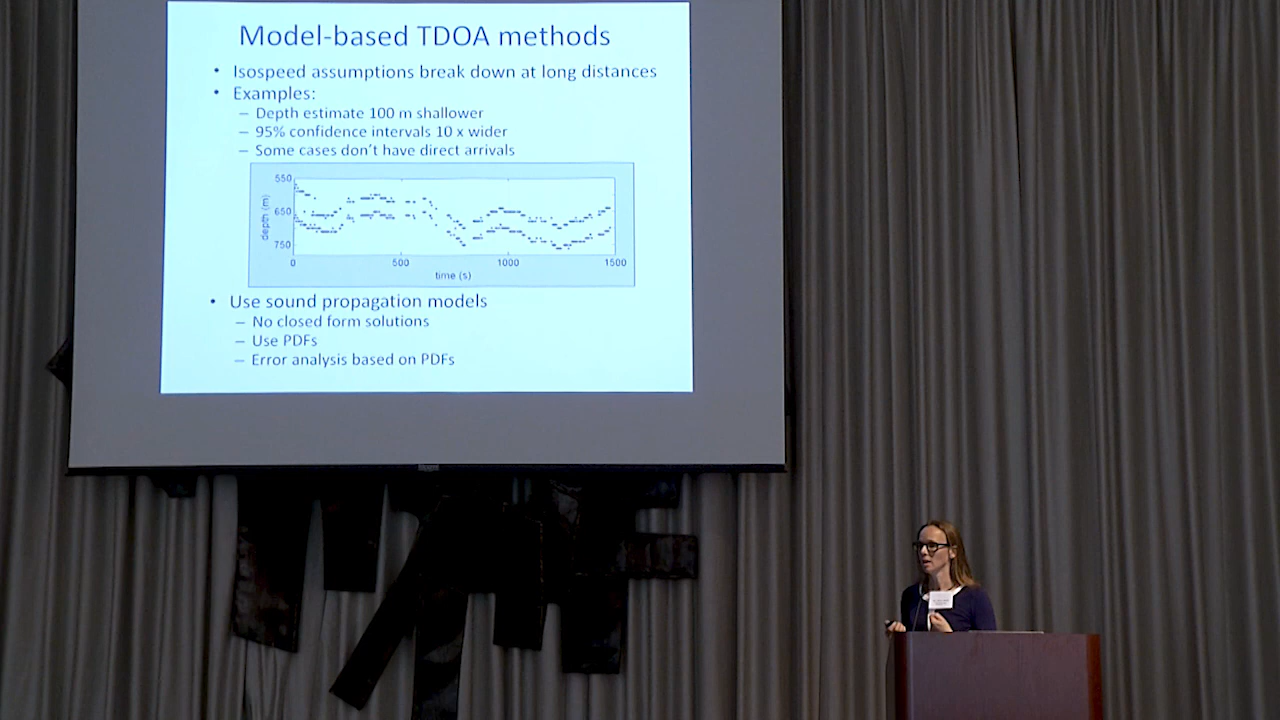 Model-based TDOA methods
• Isospeed assumptions break down at long distances
• Examples:
– Depth estimate 100 m shallower
– 95% confidence intervals 10 x wider
– Some cases don't have direct arrivals
550
650
750
depth (m)
0 500 1000 1500
time (s)
• Use sound propagation models
– No closed form solutions
– Use PDFs
– Error analysis based on PDFs